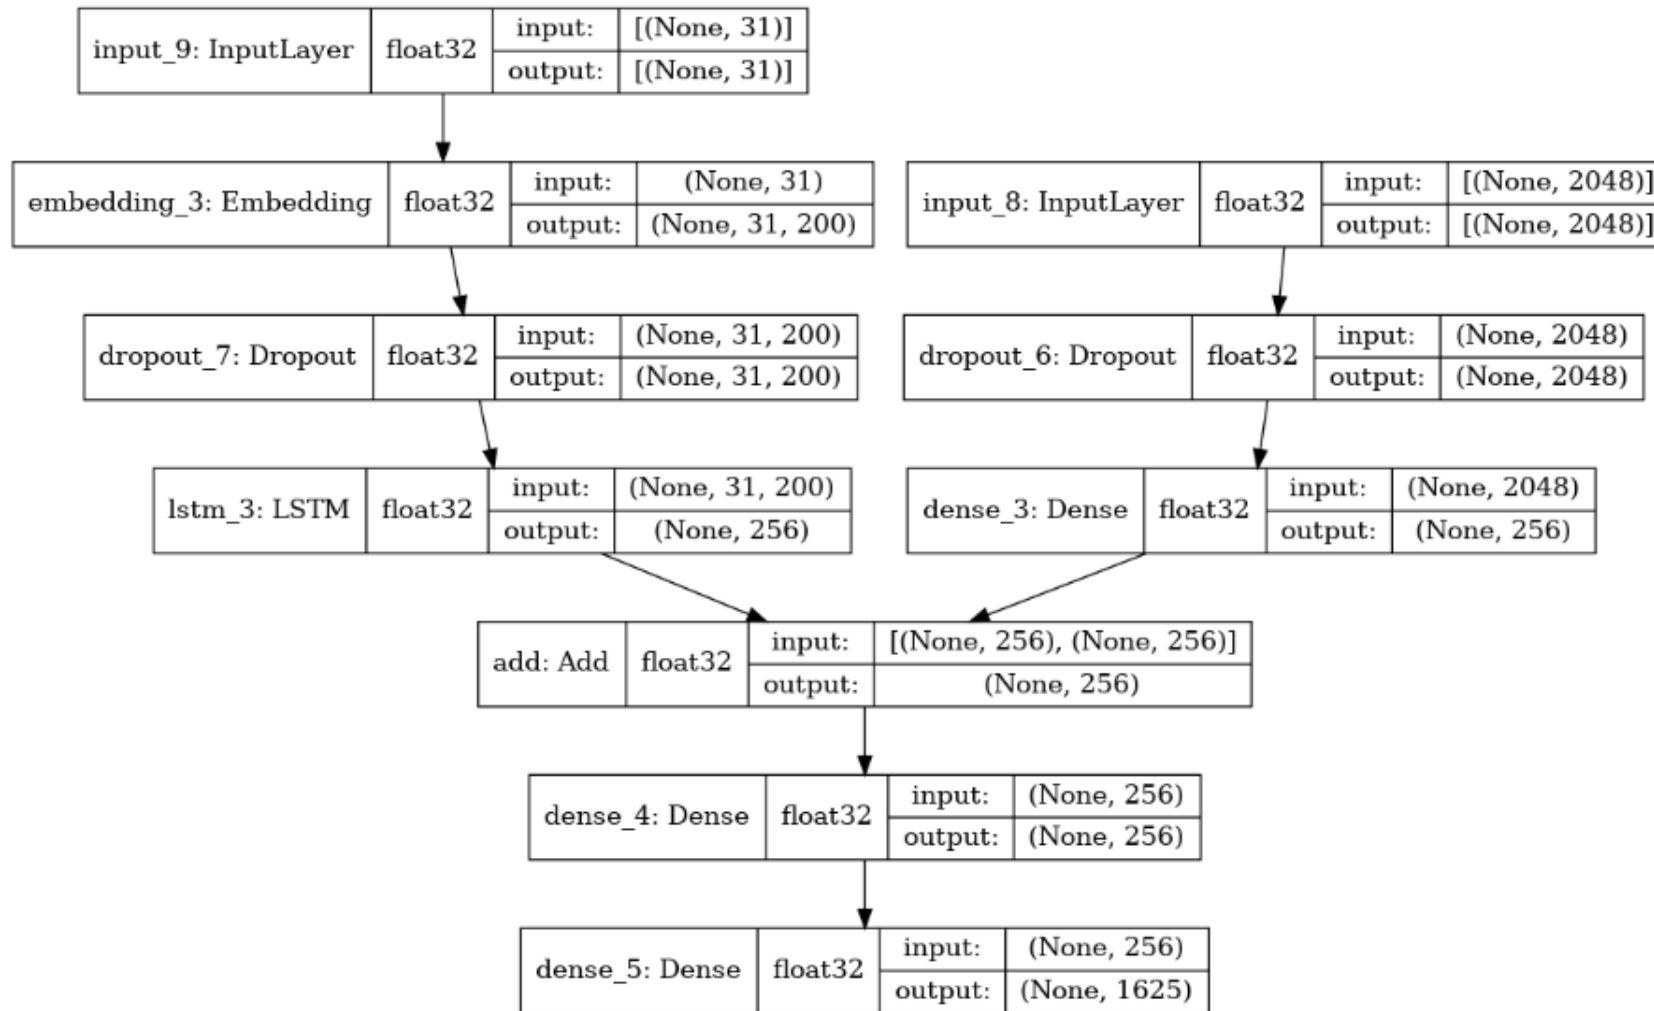 input_9: InputLayer float32 input: [(None, 31)]
output: [(None, 31)]
embedding_3: Embedding float32 input: (None, 31)
output: (None, 31, 200)
input_8: InputLayer float32 input: [(None, 2048)]
output: [(None, 2048)]
dropout_7: Dropout float32 input: (None, 31, 200)
output: (None, 31, 200)
dropout_6: Dropout float32 input: (None, 2048)
output: (None, 2048)
lstm_3: LSTM float32 input: (None, 31, 200)
output: (None, 256)
dense_3: Dense float32 input: (None, 2048)
output: (None, 256)
add: Add float32 input: [(None, 256), (None, 256)]
output: (None, 256)
dense_4: Dense float32 input: (None, 256)
output: (None, 256)
dense_5: Dense float32 input: (None, 256)
output: (None, 1625)